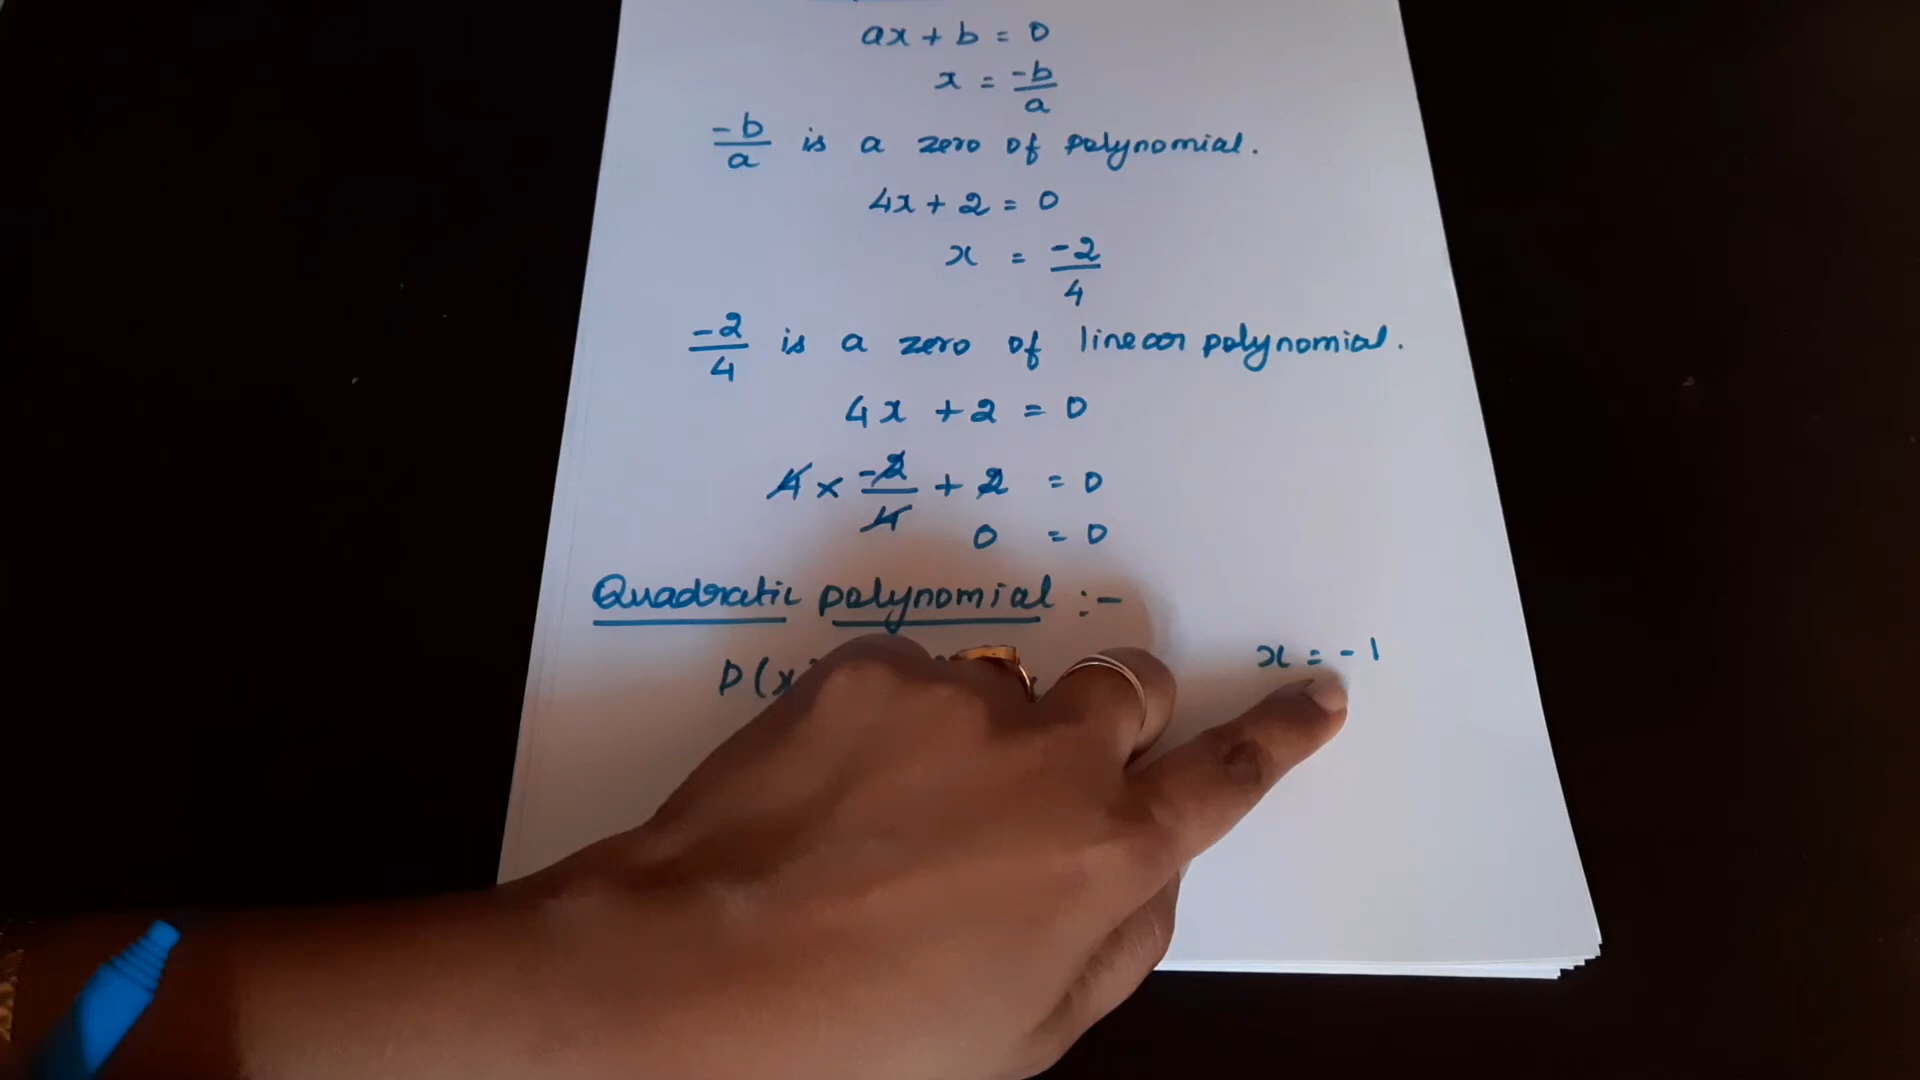 ax + b = 0
x = -b/a
-b/a is a zero of polynomial.
4x + 2 = 0
x = -2/4
-2/4 is a zero of linear polynomial.
4x + 2 = 0
4 x -2/4 + 2 = 0
0 = 0
Quadratic polynomial :-
P(x
x = -1